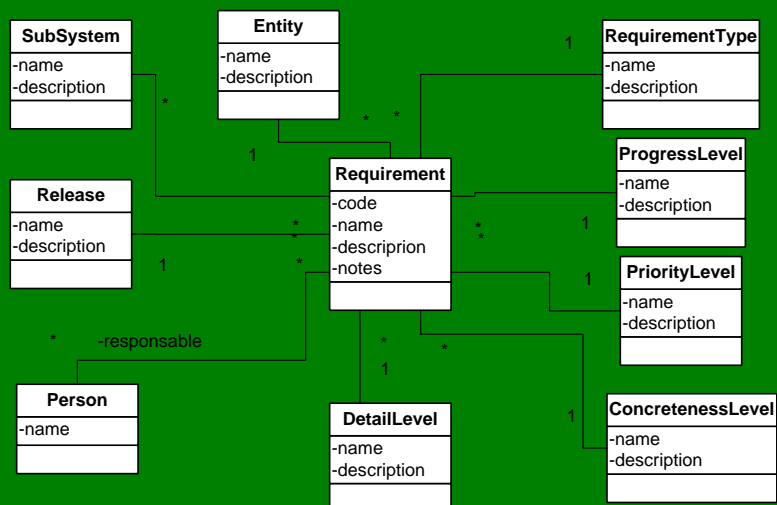 SubSystem
-name
-description
*
Entity
-name
-description
1
*
*
RequirementType
-name
-description
1
Requirement
-code
-name
-descriprion
-notes
ProgressLevel
-name
-description
1
*
Release
-name
-description
1
*
*
*
*
PriorityLevel
-name
-description
1
Person
-name
*
-responsable
DetailLevel
-name
-description
*
1
*
ConcretenessLevel
-name
-description
1